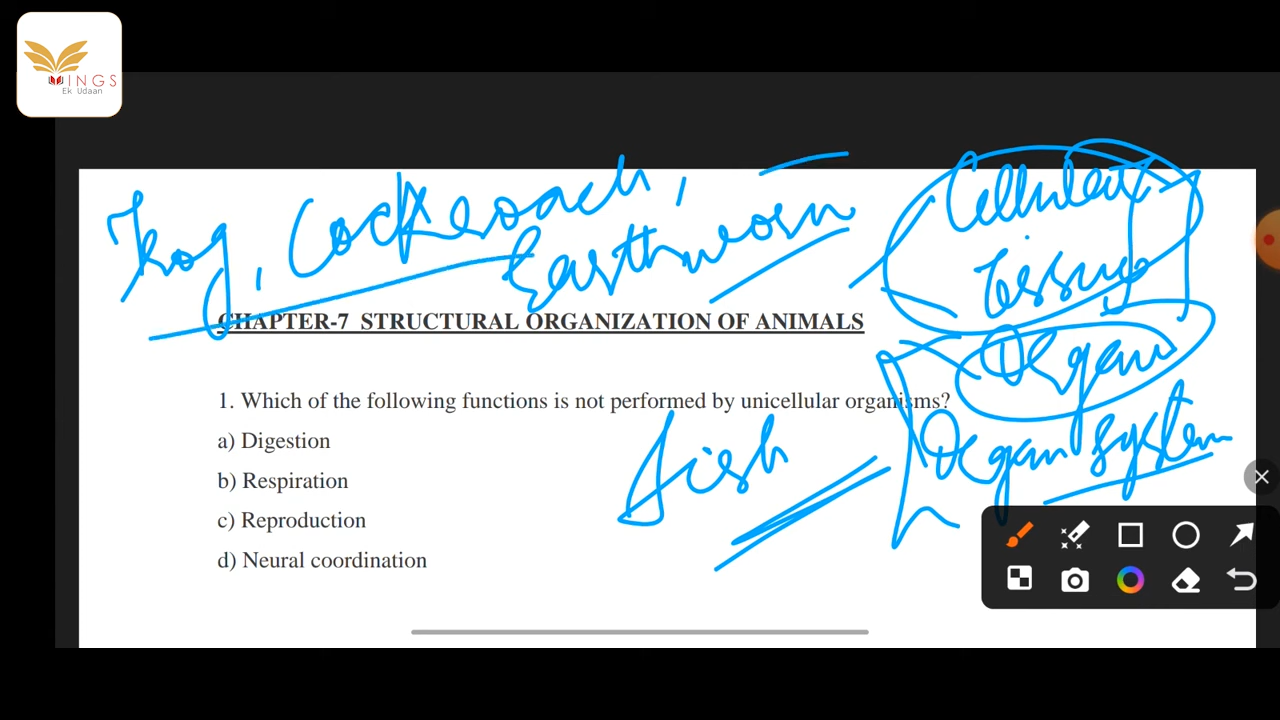 WINGS
Ek Udaan
Frog, Cockroach,
Earthworm
Cellular
tissue
Organ
Organ system
CHAPTER-7 STRUCTURAL ORGANIZATION OF ANIMALS
1. Which of the following functions is not performed by unicellular organisms?
a) Digestion
b) Respiration
c) Reproduction
d) Neural coordination
fish